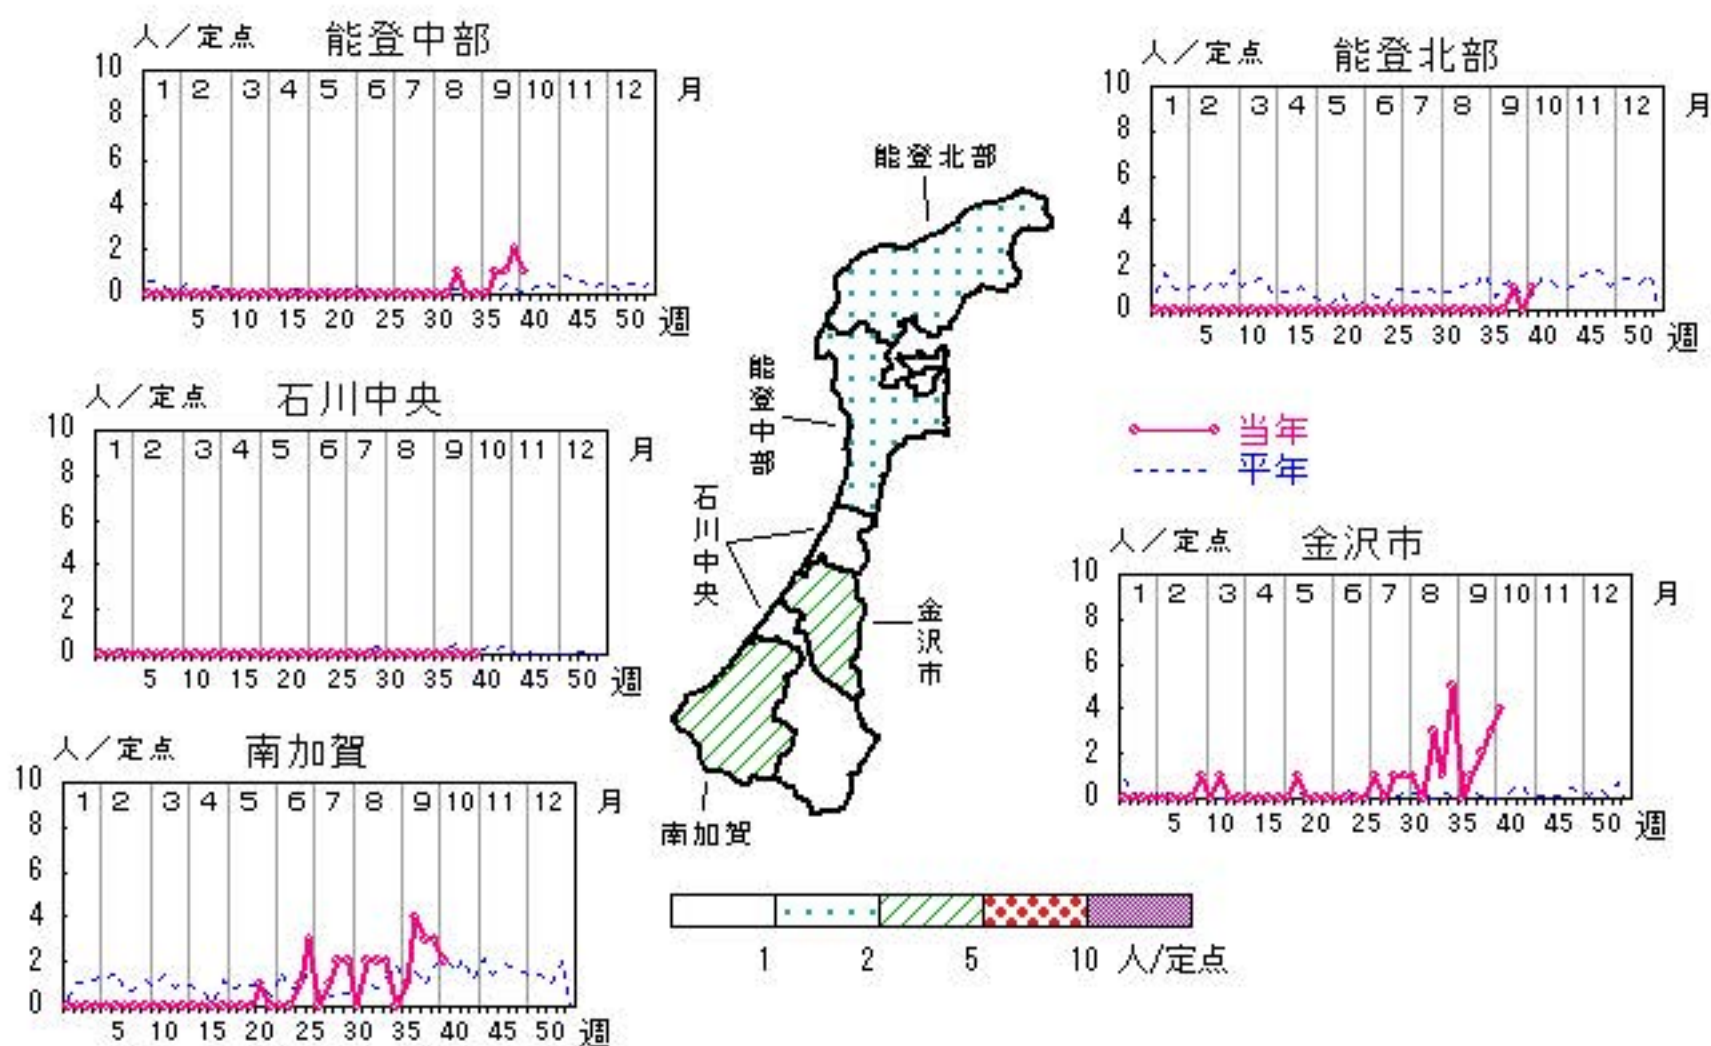 人／定点 能登中部
10 8 6 4 2 0
1 2 3 4 5 6 7 8 9 10 11 12 月
5 10 15 20 25 30 35 40 45 50 週
人／定点 能登北部
10 8 6 4 2 0
1 2 3 4 5 6 7 8 9 10 11 12 月
5 10 15 20 25 30 35 40 45 50 週
人／定点 石川中央
10 8 6 4 2 0
1 2 3 4 5 6 7 8 9 10 11 12 月
5 10 15 20 25 30 35 40 45 50 週
能登北部
能登中部
石川中央
金沢市
南加賀
当年
平年
人／定点 金沢市
10 8 6 4 2 0
1 2 3 4 5 6 7 8 9 10 11 12 月
5 10 15 20 25 30 35 40 45 50 週
人／定点 南加賀
10 8 6 4 2 0
1 2 3 4 5 6 7 8 9 10 11 12 月
5 10 15 20 25 30 35 40 45 50 週
1 2 5 10 人/定点